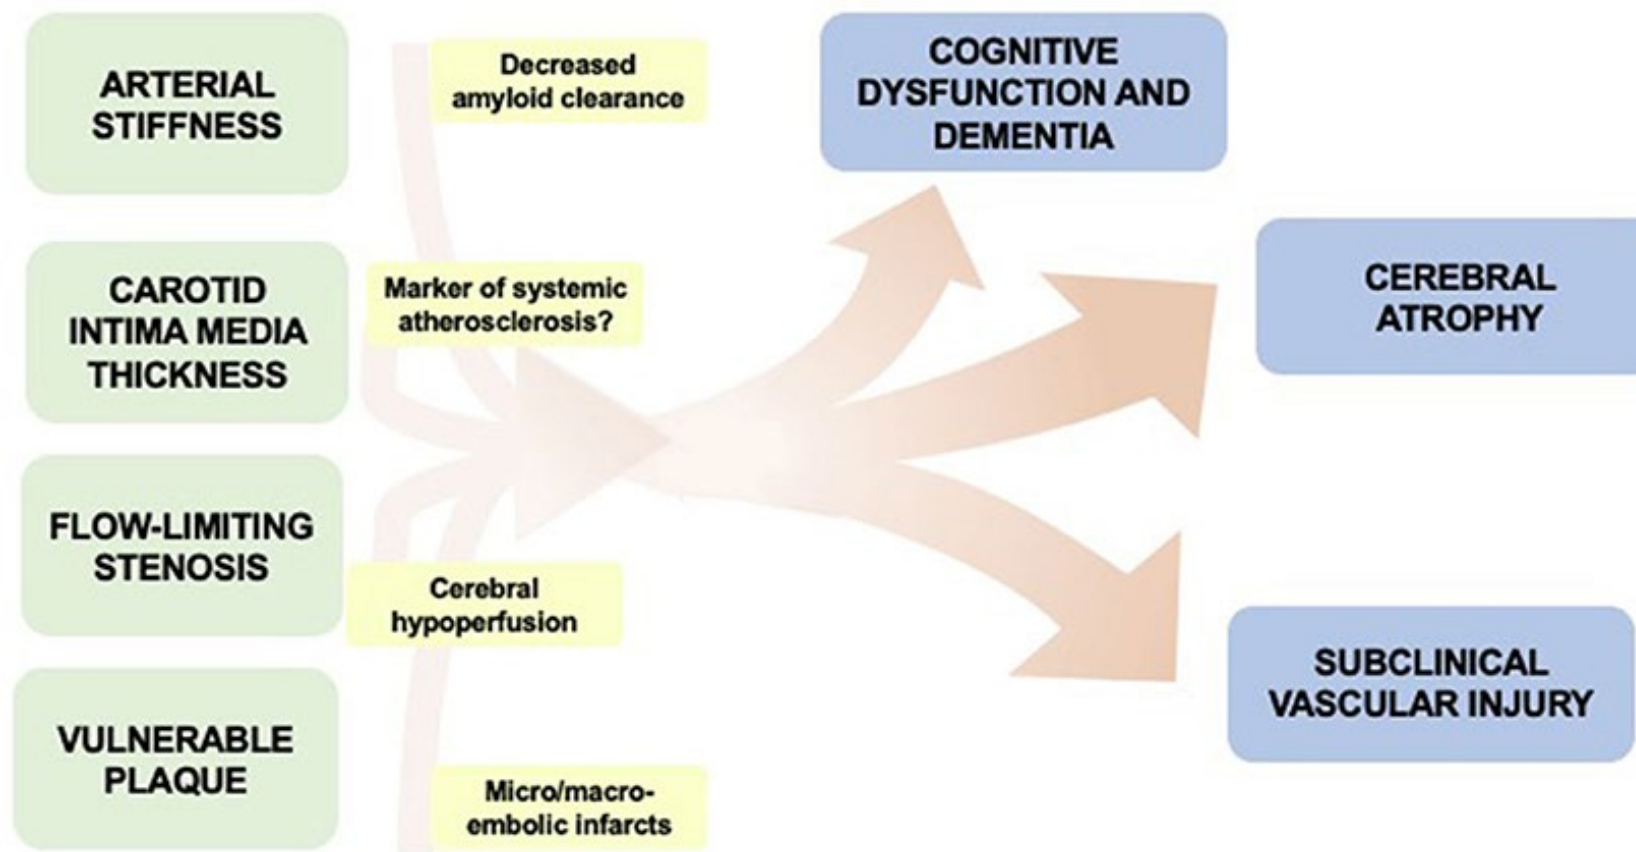 ARTERIAL
STIFFNESS
Decreased
amyloid clearance
COGNITIVE
DYSFUNCTION AND
DEMENTIA
CAROTID
INTIMA MEDIA
THICKNESS
Marker of systemic
atherosclerosis?
CEREBRAL
ATROPHY
FLOW-LIMITING
STENOSIS
Cerebral
hypoperfusion
SUBCLINICAL
VASCULAR INJURY
VULNERABLE
PLAQUE
Micro/macro-
embolic infarcts